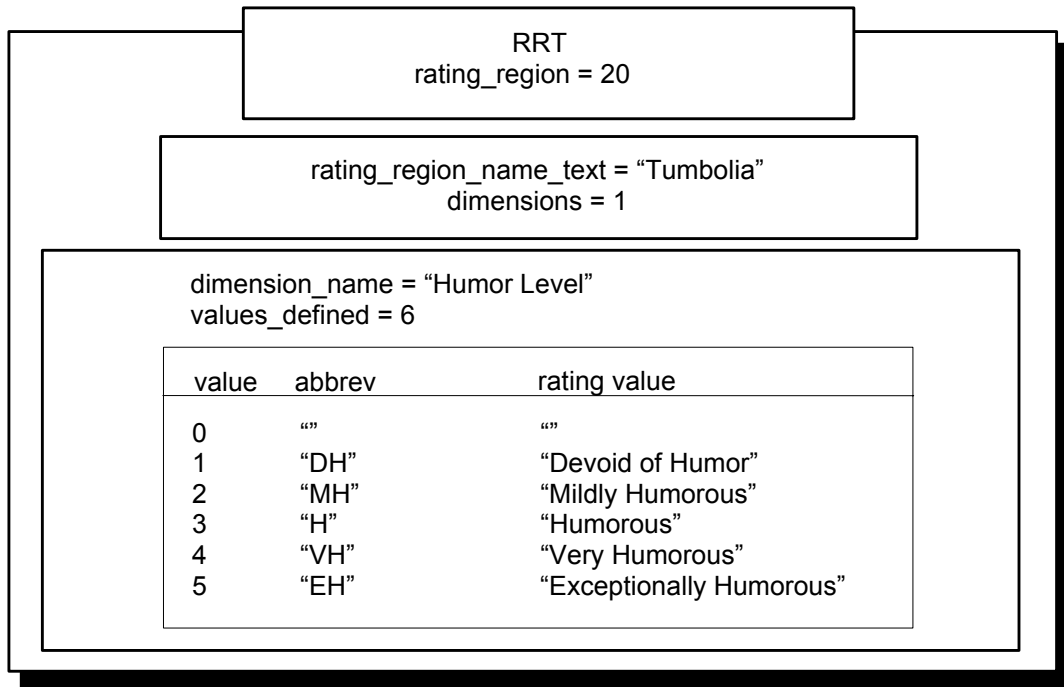 RRT
rating_region = 20
rating_region_name_text = “Tumbolia”
dimensions = 1
dimension_name = “Humor Level”
values_defined = 6
value abbrev rating value
0 “” “”
1 “DH” “Devoid of Humor”
2 “MH” “Mildly Humorous”
3 “H” “Humorous”
4 “VH” “Very Humorous”
5 “EH” “Exceptionally Humorous”